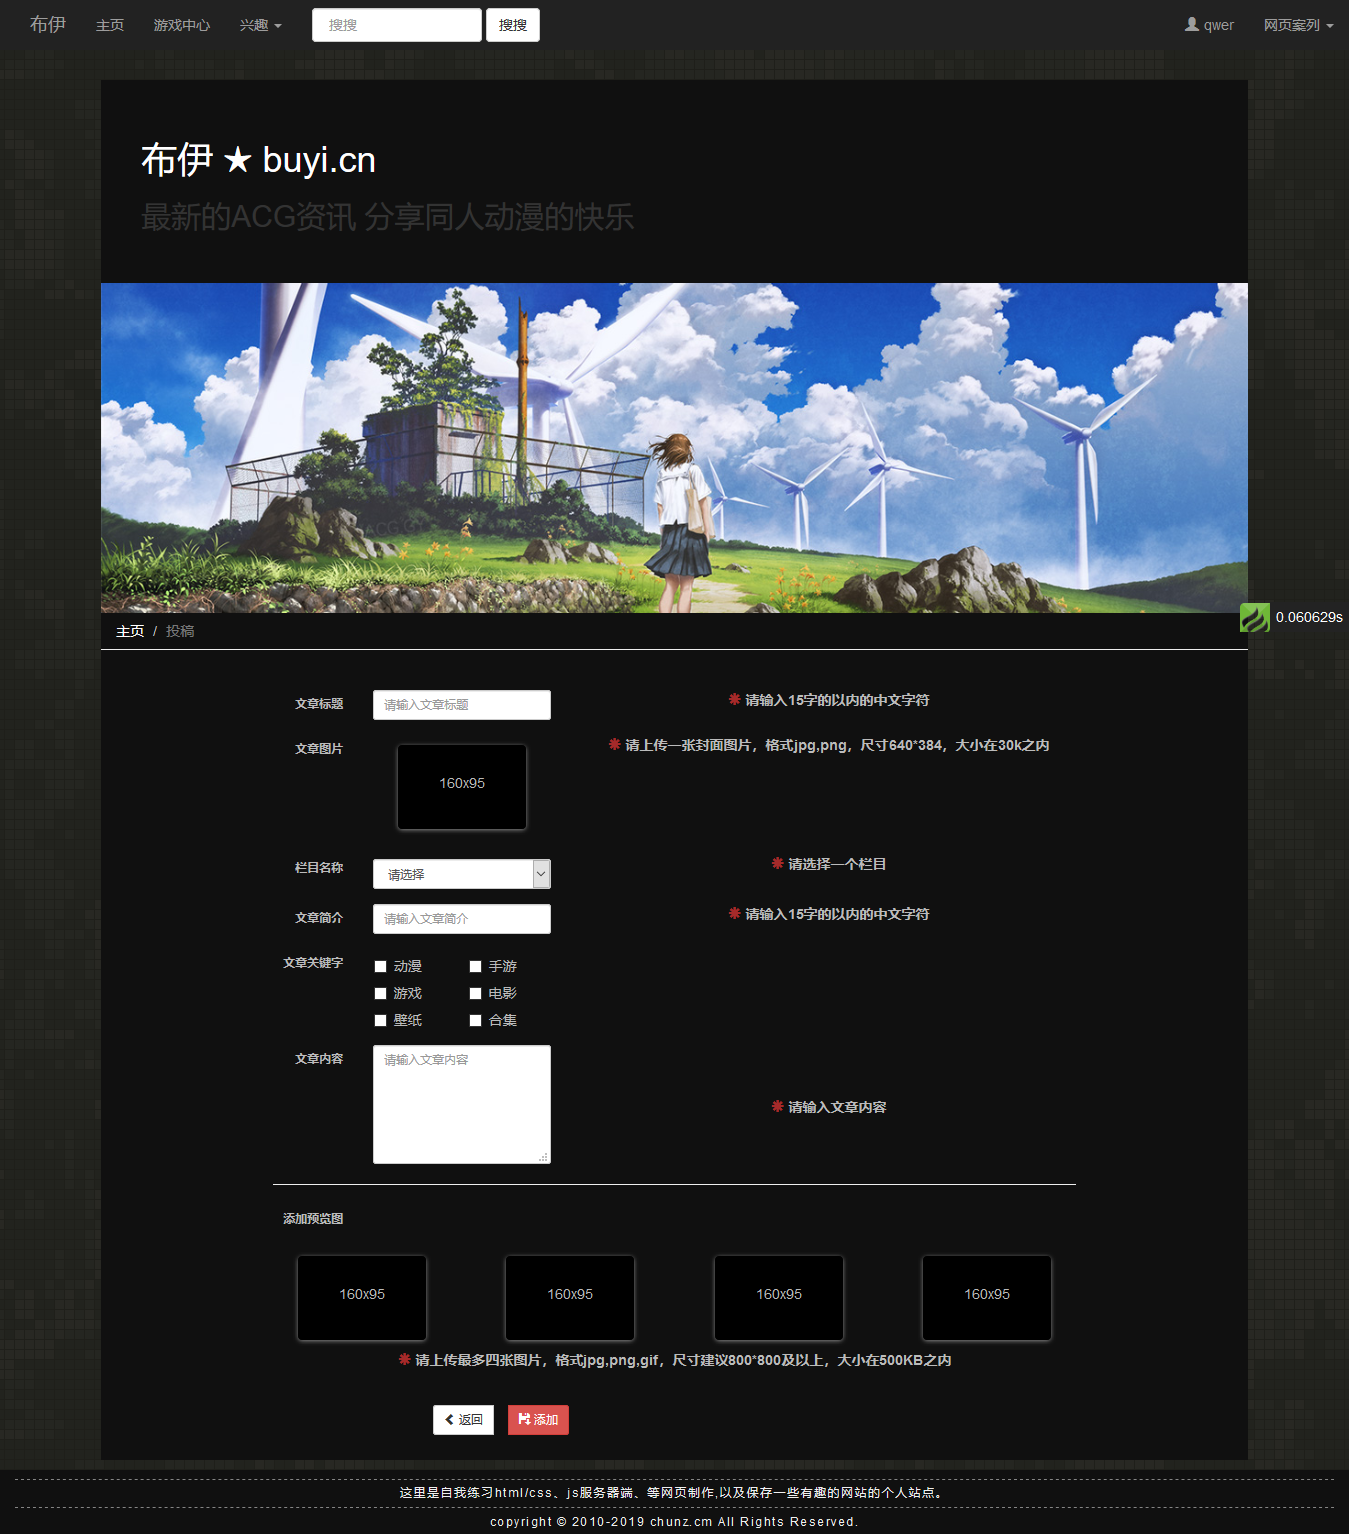 布伊 主页 游戏中心 兴趣 搜搜 搜搜 qwer 网页案列
布伊 ★ buyi.cn
最新的ACG资讯 分享同人动漫的快乐
主页 / 投稿
0.060629s
文章标题 请输入文章标题 请输入15字的以内的中文字符
文章图片 请上传一张封面图片，格式jpg,png，尺寸640*384，大小在30k之内
160x95
栏目名称 请选择 请选择一个栏目
文章简介 请输入文章简介 请输入15字的以内的中文字符
文章关键字 动漫 手游
游戏 电影
壁纸 合集
文章内容 请输入文章内容
请输入文章内容
添加预览图
160x95 160x95 160x95 160x95
请上传最多四张图片，格式jpg,png,gif，尺寸建议800*800及以上，大小在500KB之内
返回 添加
这里是自我练习html/css、js服务器端、等网页制作,以及保存一些有趣的网站的个人站点。
copyright © 2010-2019 chunz.cm All Rights Reserved.